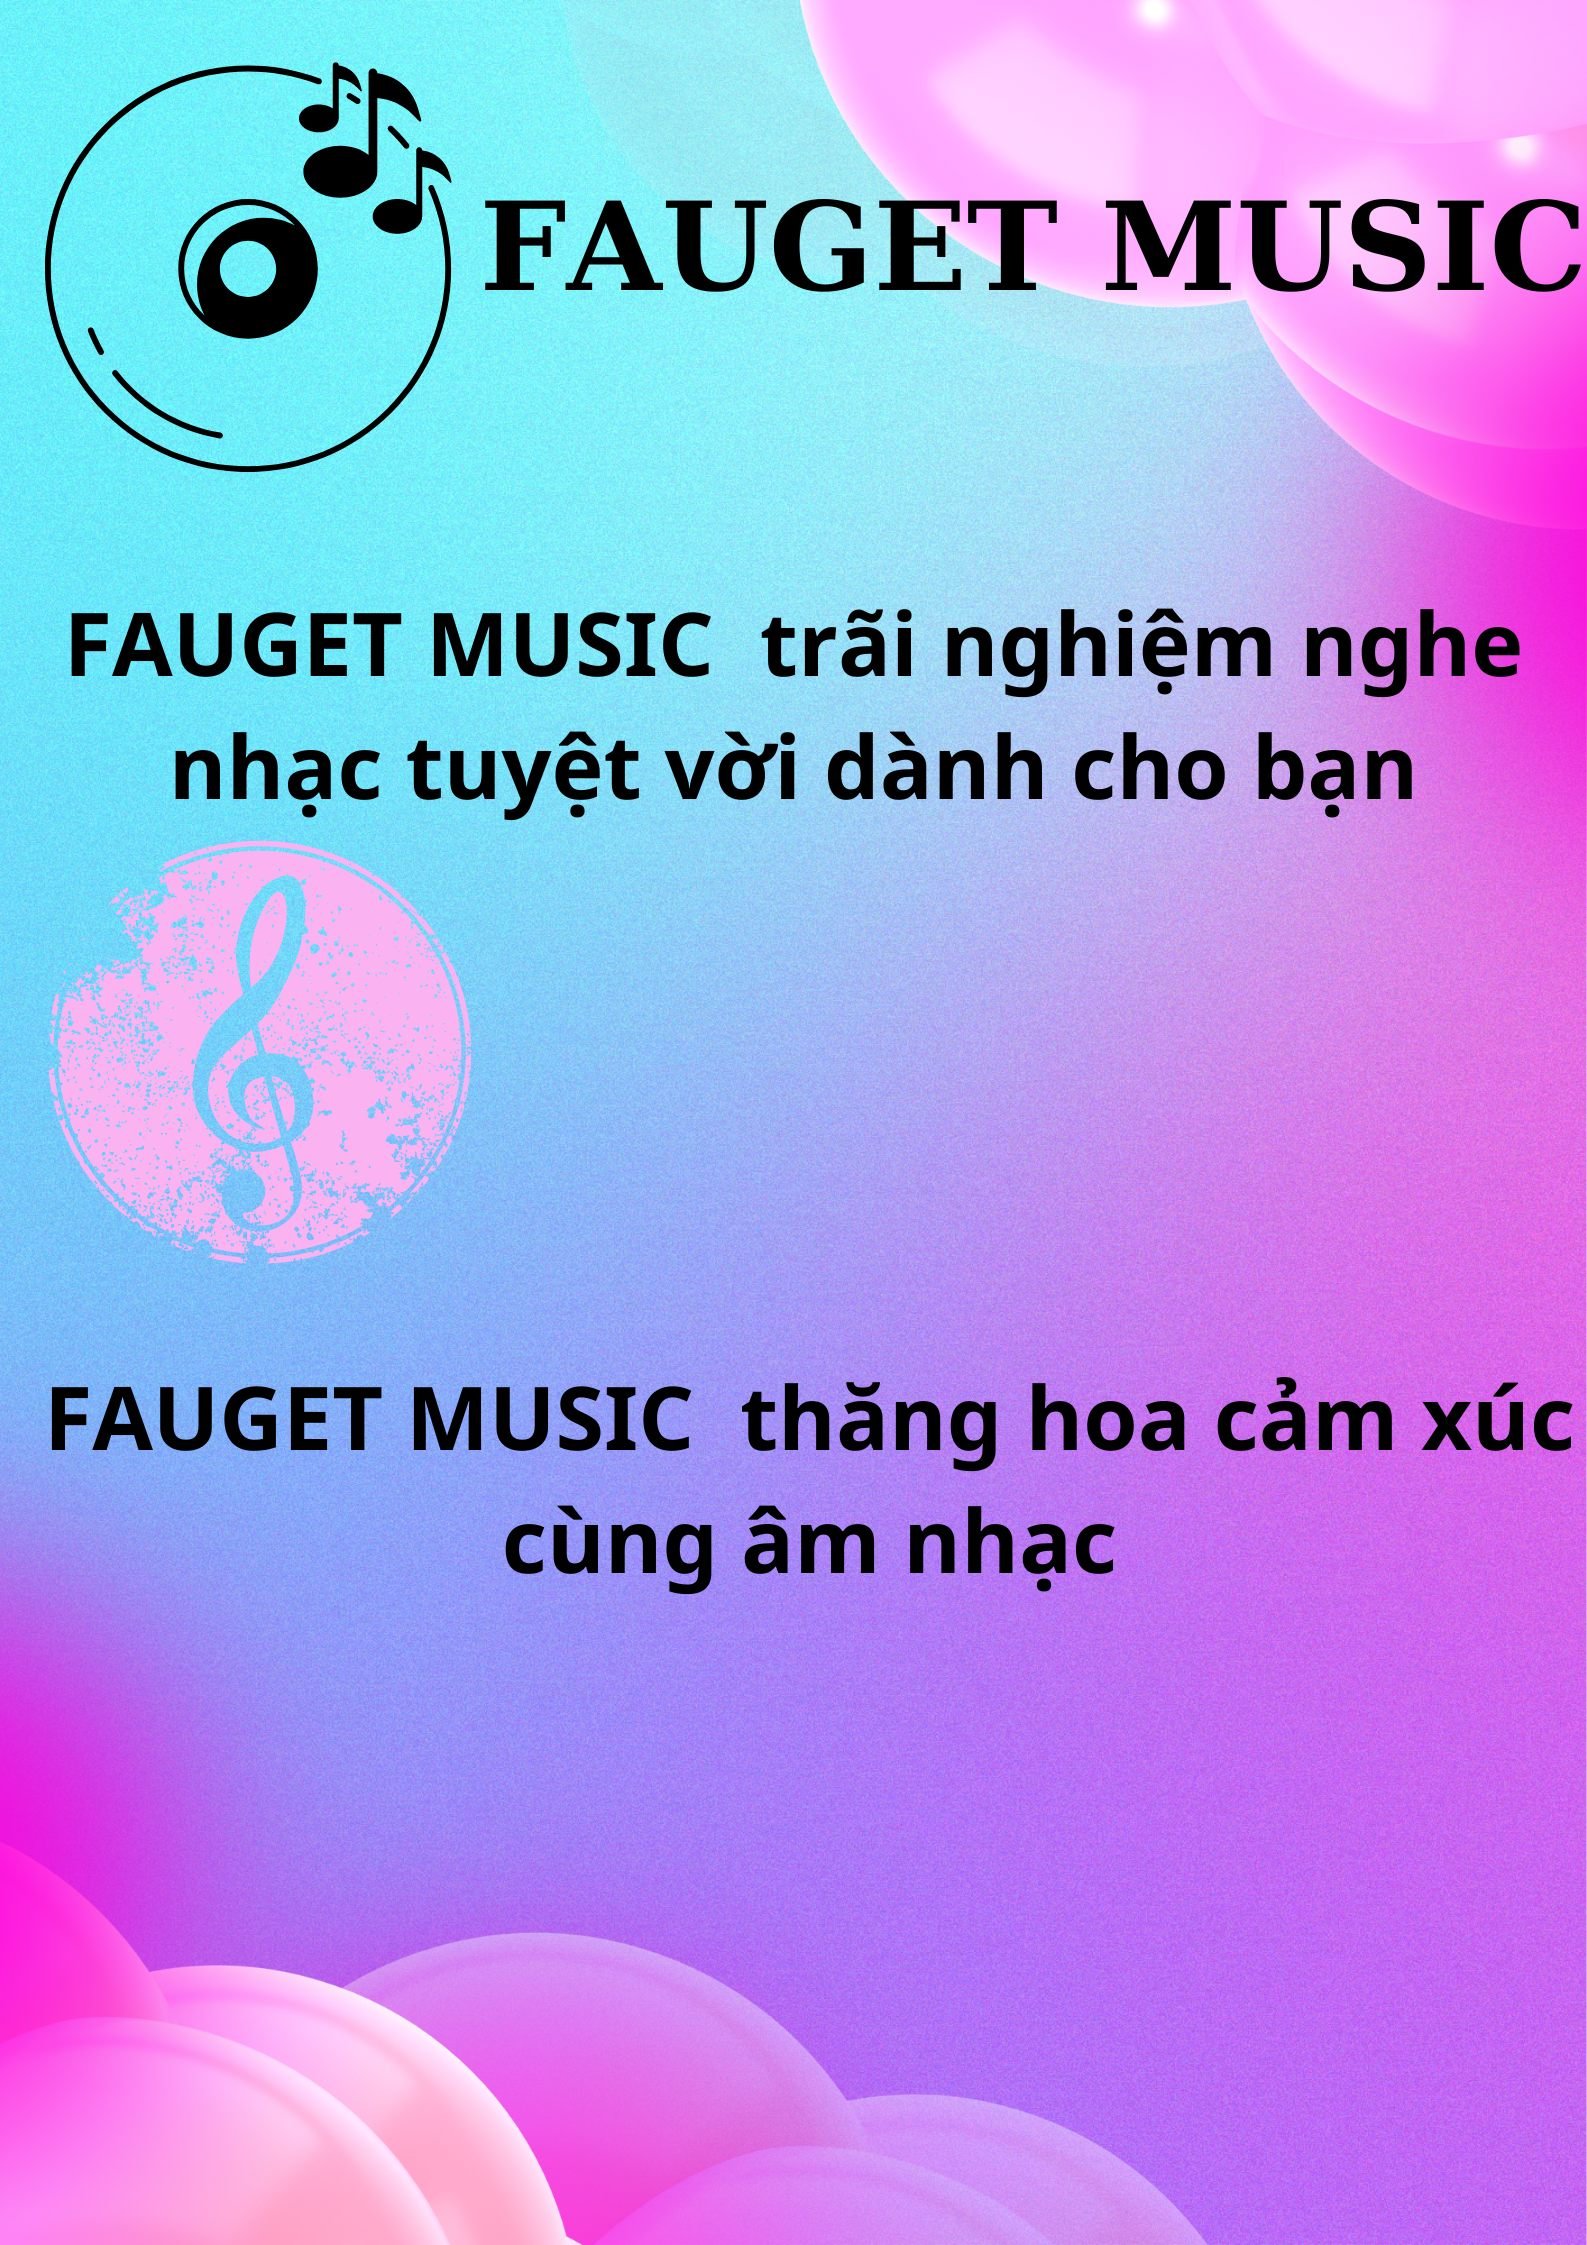 FAUGET MUSIC
FAUGET MUSIC  trãi nghiệm nghe
nhạc tuyệt vời dành cho bạn
FAUGET MUSIC  thăng hoa cảm xúc
cùng âm nhạc